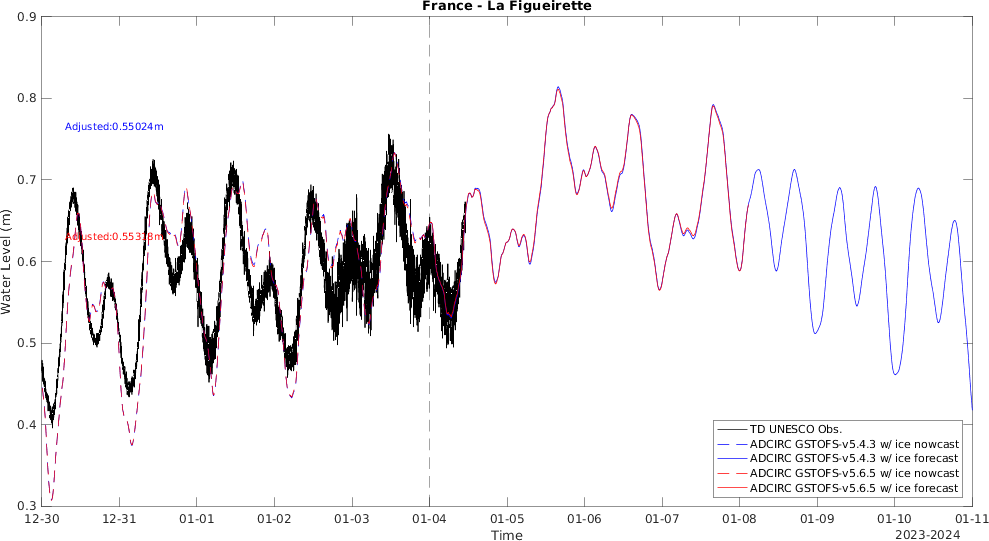 France - La Figueirette
0.9
0.8
0.7
0.6
0.5
0.4
0.3
Water Level (m)
Adjusted:0.55024m
Adjusted:0.55318m
TD UNESCO Obs.
ADCIRC GSTOFS-v5.4.3 w/ ice nowcast
ADCIRC GSTOFS-v5.4.3 w/ ice forecast
ADCIRC GSTOFS-v5.6.5 w/ ice nowcast
ADCIRC GSTOFS-v5.6.5 w/ ice forecast
12-30 12-31 01-01 01-02 01-03 01-04 01-05 01-06 01-07 01-08 01-09 01-10 01-11
Time
2023-2024